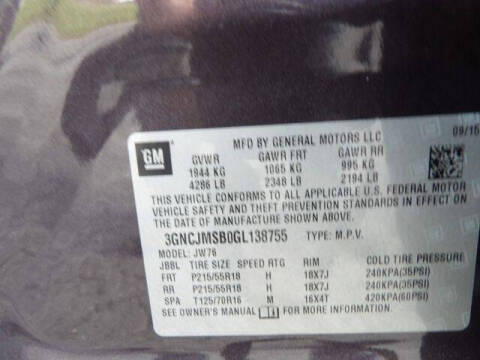 MFD BY GENERAL MOTORS LLC 09/15
GM
GVWR GAWR FRT GAWR RR
1944 KG 1065 KG 995 KG
4286 LB 2348 LB 2194 LB
THIS VEHICLE CONFORMS TO ALL APPLICABLE U.S. FEDERAL MOTOR
VEHICLE SAFETY AND THEFT PREVENTION STANDARDS IN EFFECT ON
THE DATE OF MANUFACTURE SHOWN ABOVE.
3GNCJMSB0GL138755 TYPE: M.P.V.
MODEL: JW76
JBBL TIRE SIZE SPEED RTG RIM COLD TIRE PRESSURE
FRT P215/55R18 H 18X7J 240KPA(35PSI)
RR P215/55R18 H 18X7J 240KPA(35PSI)
SPA T125/70R16 M 16X4T 420KPA(60PSI)
SEE OWNER'S MANUAL FOR MORE INFORMATION.